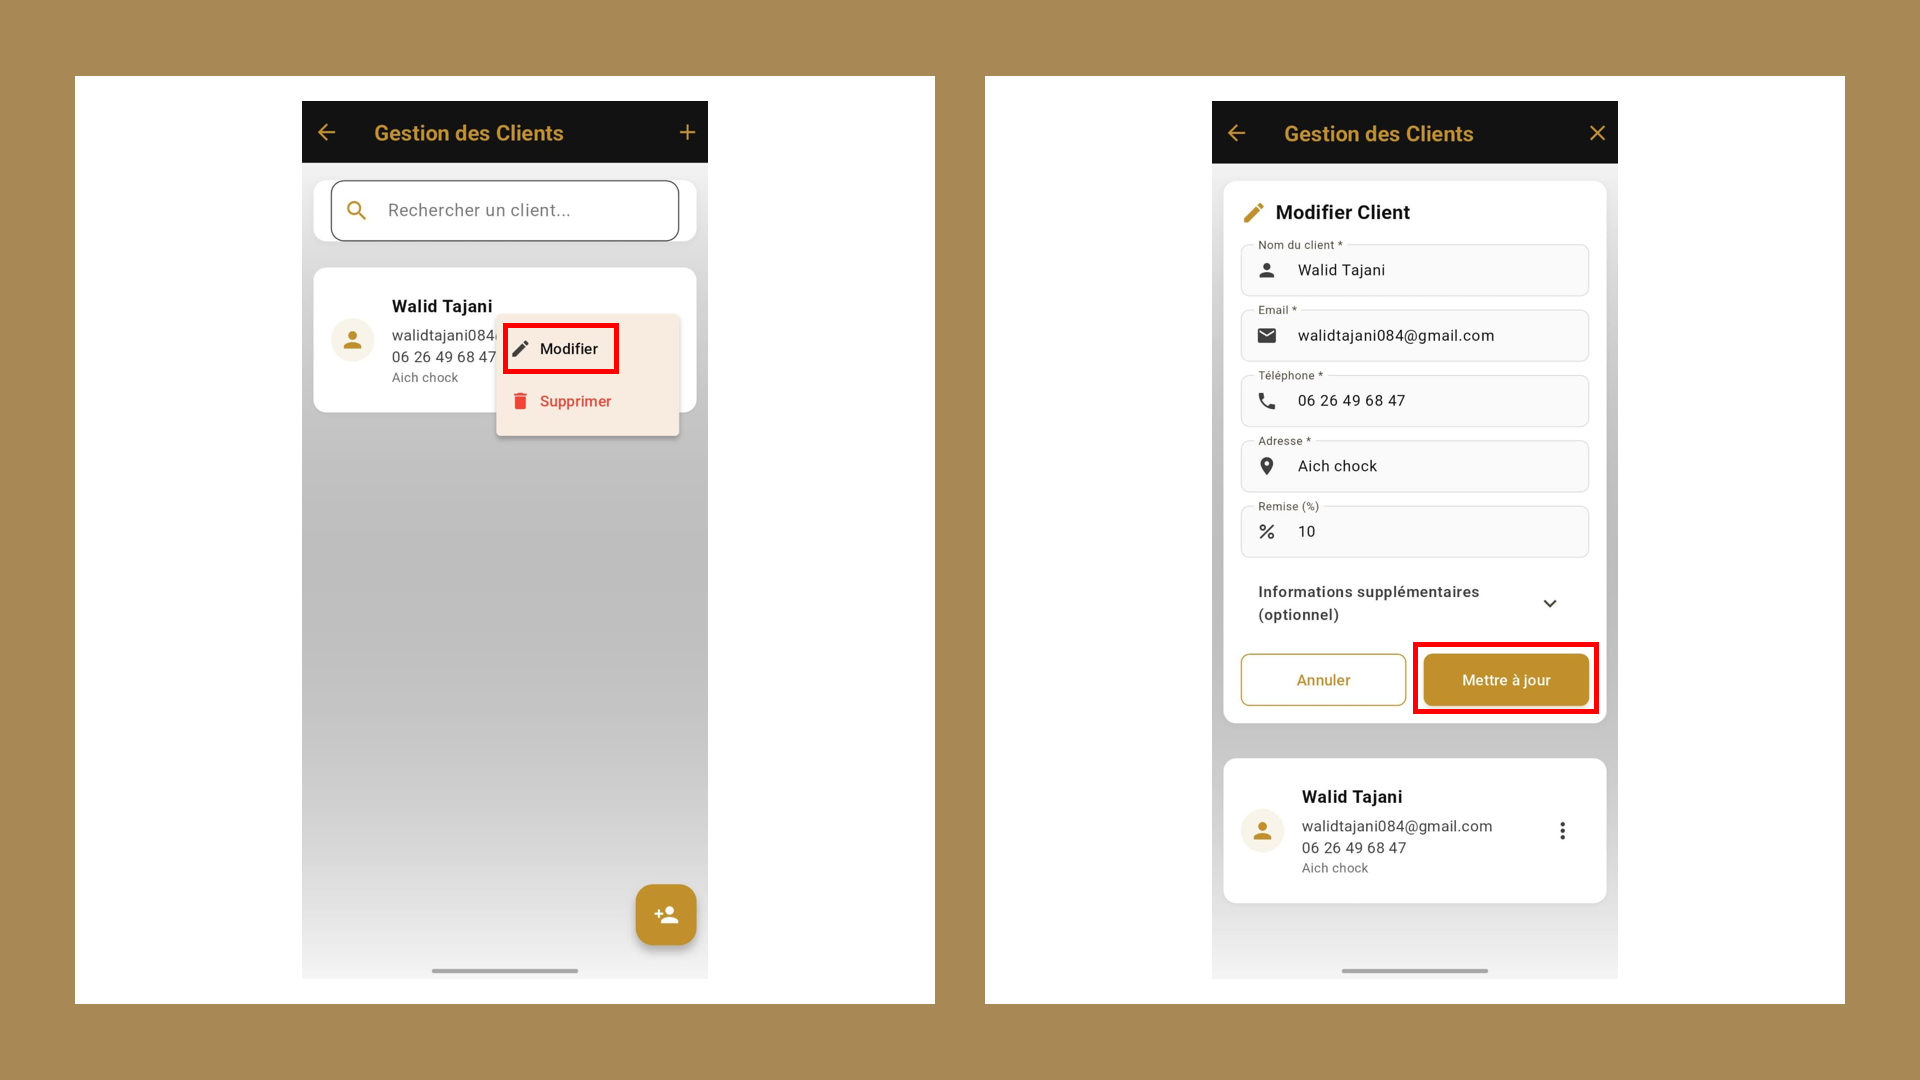 Gestion des Clients
Rechercher un client...
Walid Tajani
walidtajani084
06 26 49 68 47
Aich chock
Modifier
Supprimer
Gestion des Clients
Modifier Client
Nom du client *
Walid Tajani
Email *
walidtajani084@gmail.com
Téléphone *
06 26 49 68 47
Adresse *
Aich chock
Remise (%)
10
Informations supplémentaires
(optionnel)
Annuler
Mettre à jour
Walid Tajani
walidtajani084@gmail.com
06 26 49 68 47
Aich chock